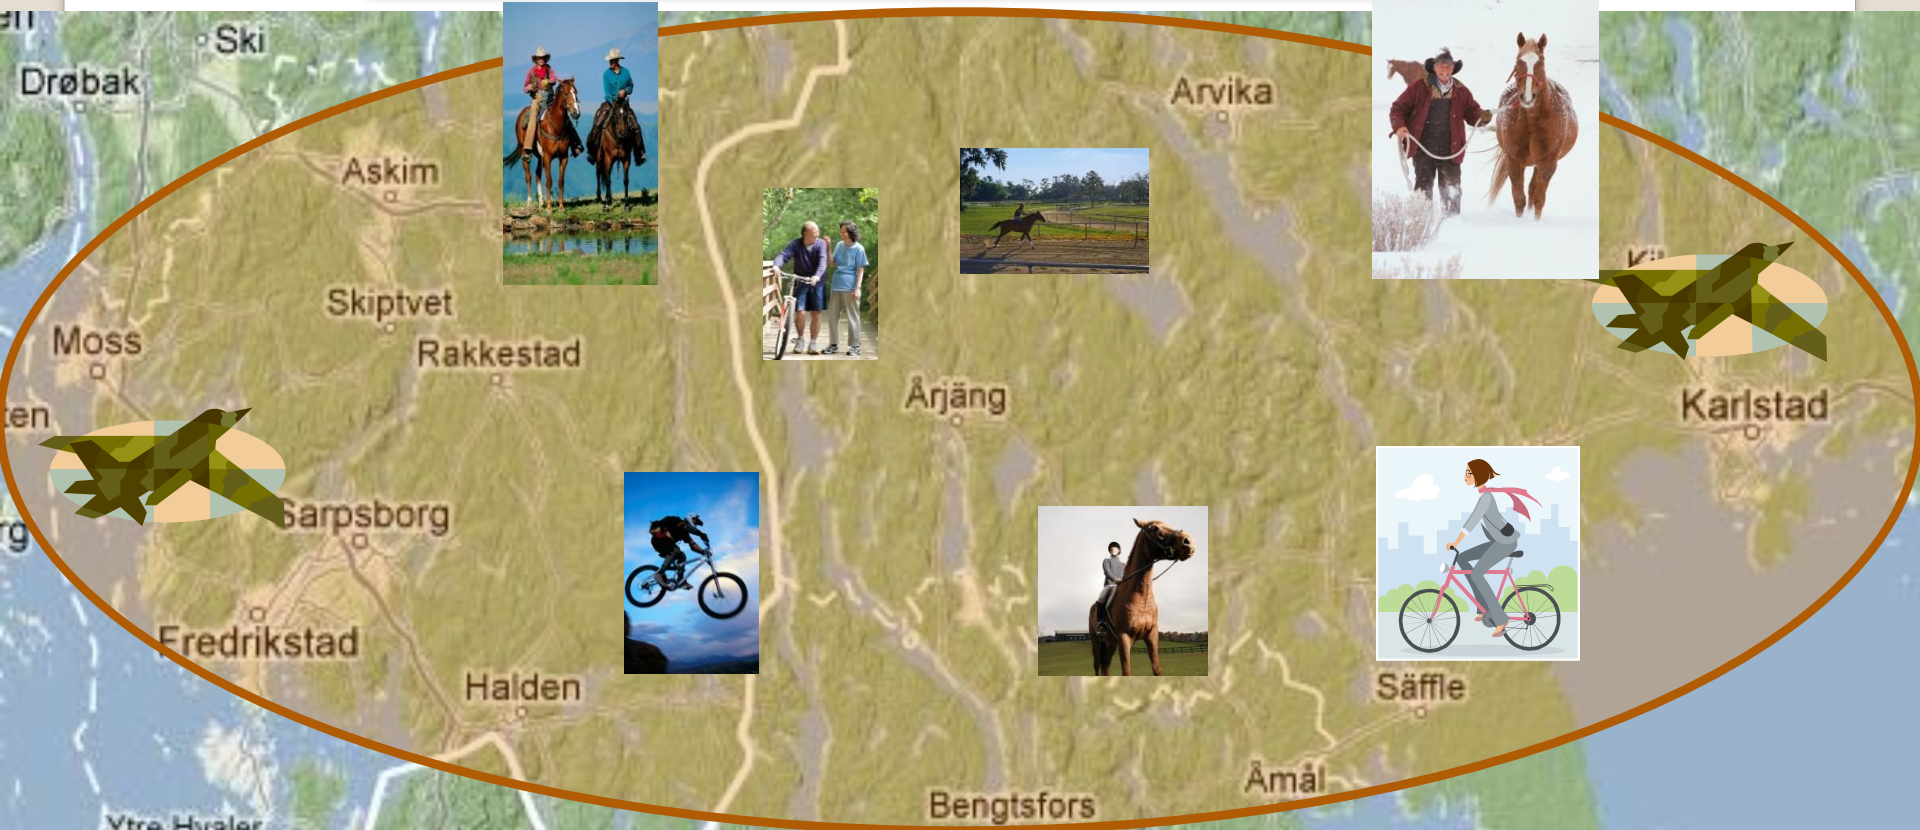 Ski
Drøbak
Arvika
Askim
Skiptvet
Moss
Rakkestad
Årjäng
Karlstad
Sarpsborg
Fredrikstad
Halden
Säffle
Åmål
Bengtsfors